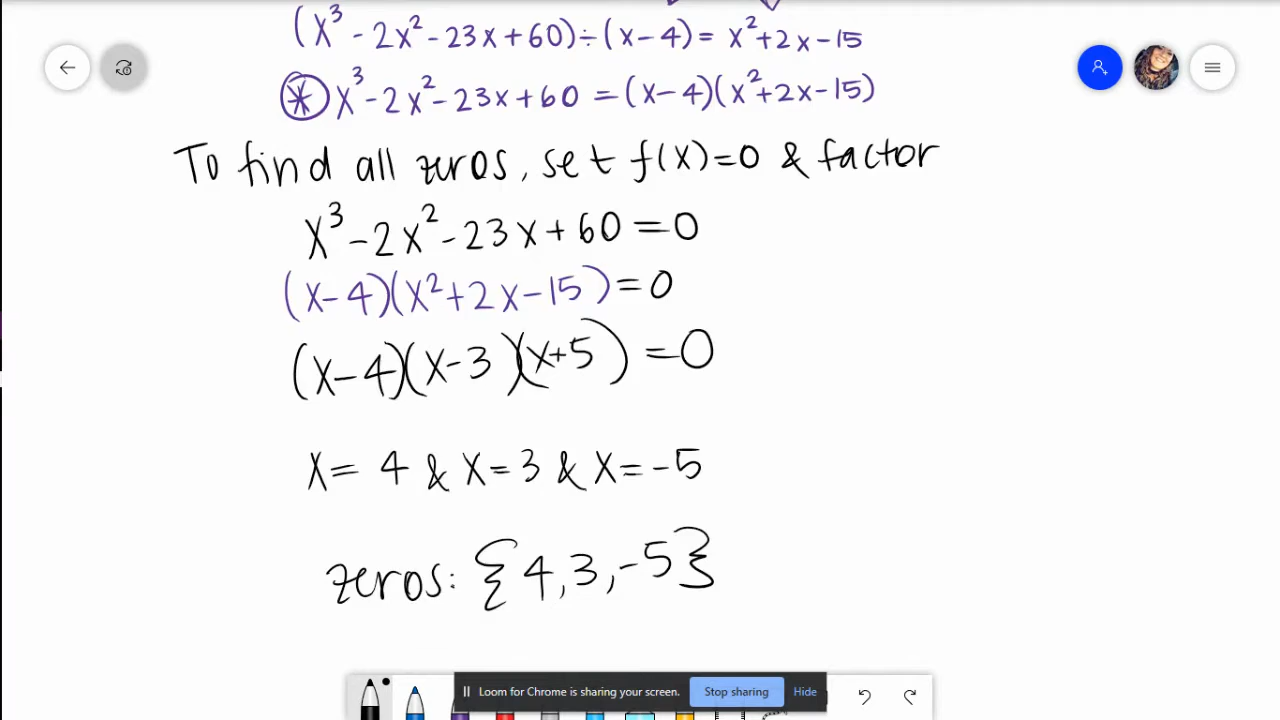 (x³ - 2x² - 23x + 60) ÷ (x - 4) = x² + 2x - 15
* x³ - 2x² - 23x + 60 = (x - 4)(x² + 2x - 15)
To find all zeros, set f(x) = 0 & factor
x³ - 2x² - 23x + 60 = 0
(x - 4)(x² + 2x - 15) = 0
(x - 4)(x - 3)(x + 5) = 0
x = 4 & x = 3 & x = -5
zeros: {4, 3, -5}
Loom for Chrome is sharing your screen. Stop sharing Hide